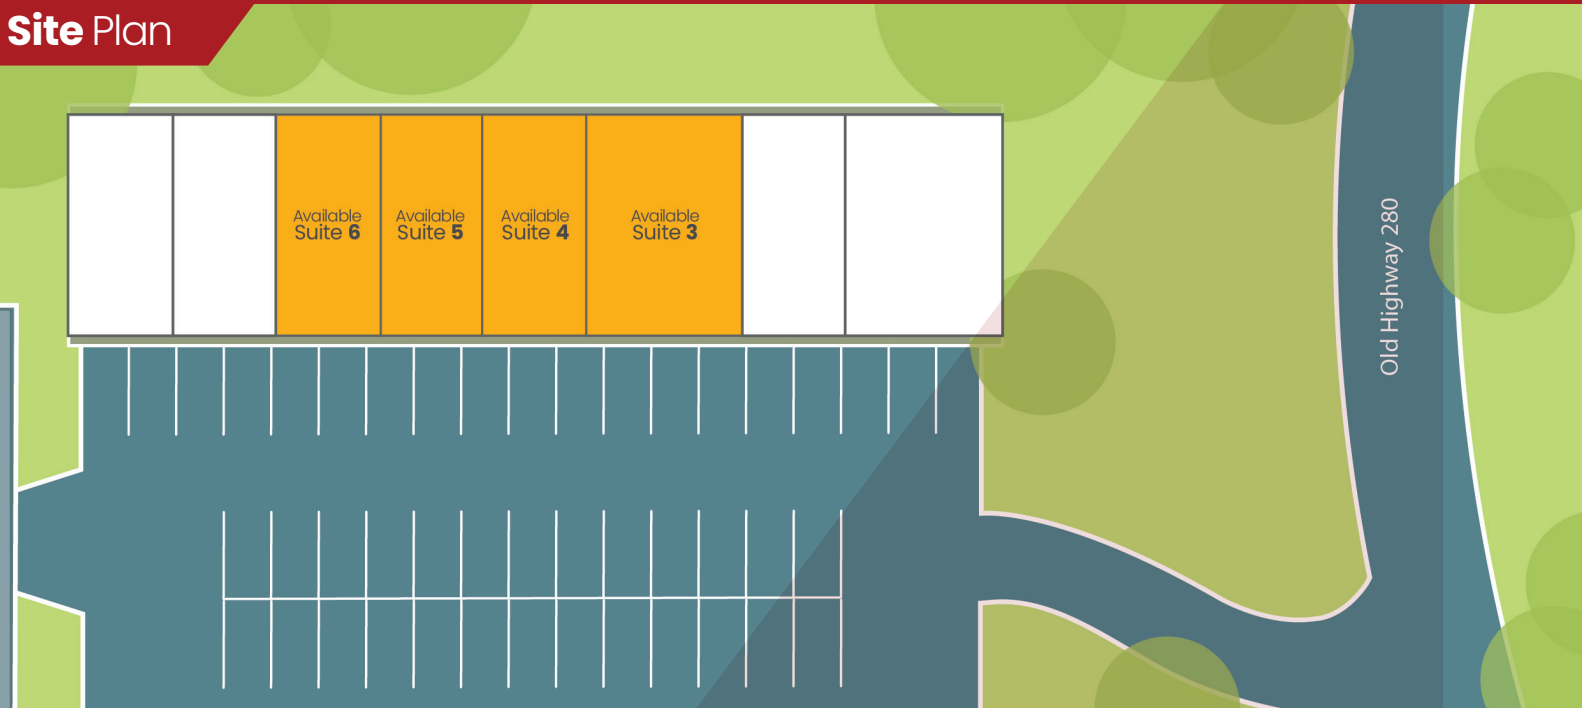 Site Plan
Available
Suite 6
Available
Suite 5
Available
Suite 4
Available
Suite 3
Old Highway 280